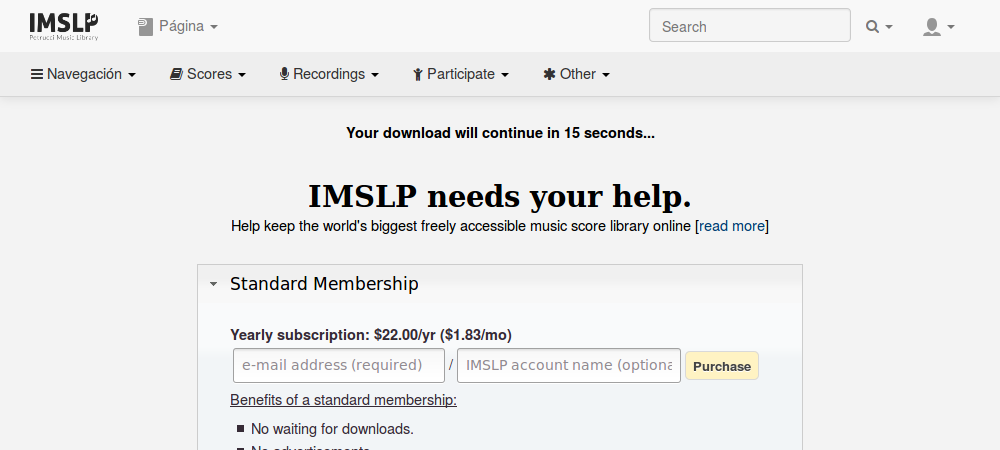 IMSLP
Petrucci Music Library
Página
Search
Navegación
Scores
Recordings
Participate
Other
Your download will continue in 15 seconds...
IMSLP needs your help.
Help keep the world's biggest freely accessible music score library online [read more]
Standard Membership
Yearly subscription: $22.00/yr ($1.83/mo)
e-mail address (required) / IMSLP account name (optiona Purchase
Benefits of a standard membership:
No waiting for downloads.
No advertisements.